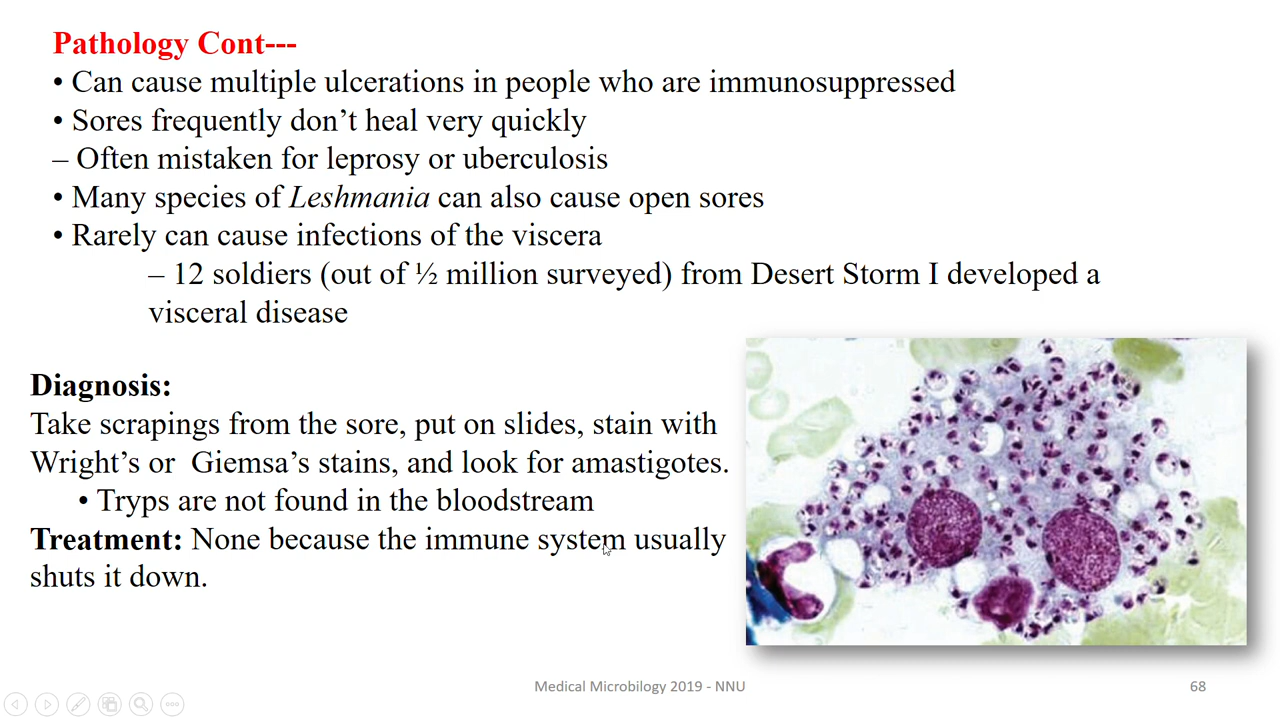 Pathology Cont---
• Can cause multiple ulcerations in people who are immunosuppressed
• Sores frequently don’t heal very quickly
– Often mistaken for leprosy or uberculosis
• Many species of Leshmania can also cause open sores
• Rarely can cause infections of the viscera
– 12 soldiers (out of ½ million surveyed) from Desert Storm I developed a
visceral disease
Diagnosis:
Take scrapings from the sore, put on slides, stain with
Wright’s or Giemsa’s stains, and look for amastigotes.
• Tryps are not found in the bloodstream
Treatment: None because the immune system usually
shuts it down.
Medical Microbilogy 2019 - NNU
68